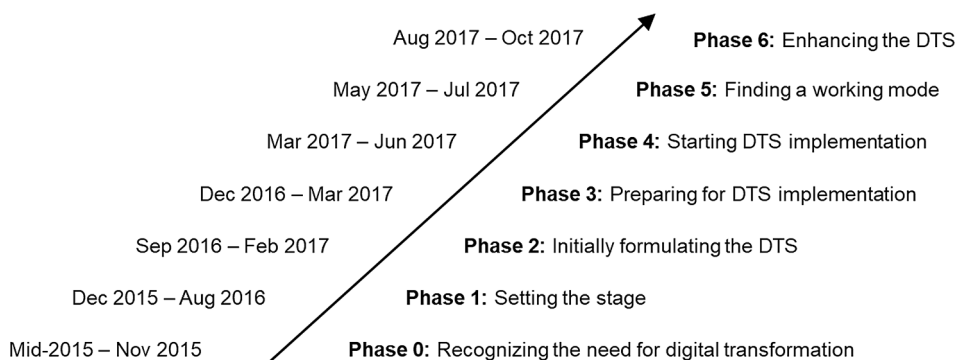 Aug 2017 – Oct 2017 Phase 6: Enhancing the DTS
May 2017 – Jul 2017 Phase 5: Finding a working mode
Mar 2017 – Jun 2017 Phase 4: Starting DTS implementation
Dec 2016 – Mar 2017 Phase 3: Preparing for DTS implementation
Sep 2016 – Feb 2017 Phase 2: Initially formulating the DTS
Dec 2015 – Aug 2016 Phase 1: Setting the stage
Mid-2015 – Nov 2015 Phase 0: Recognizing the need for digital transformation